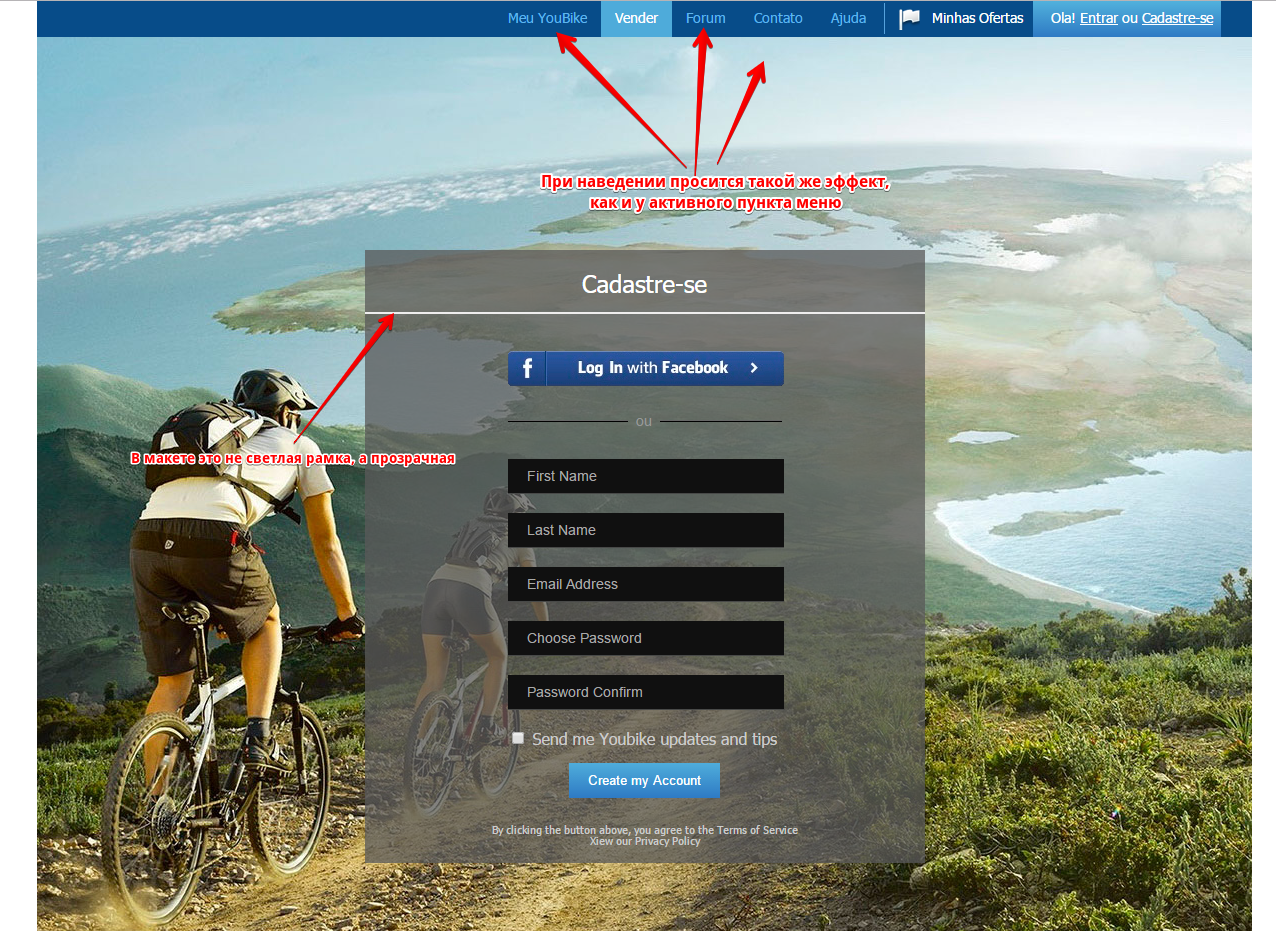 Meu YouBike Vender Forum Contato Ajuda Minhas Ofertas Ola! Entrar ou Cadastre-se
При наведении просится такой же эффект,
как и у активного пункта меню
Cadastre-se
f Log In with Facebook
ou
В макете это не светлая рамка, а прозрачная
First Name
Last Name
Email Address
Choose Password
Password Confirm
Send me Youbike updates and tips
Create my Account
By clicking the button above, you agree to the Terms of Service
Xiew our Privacy Policy